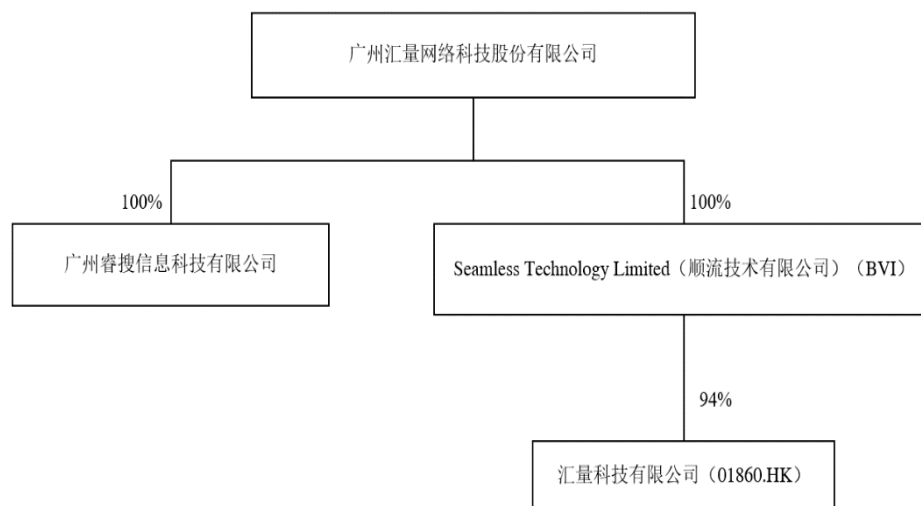 广州汇量网络科技股份有限公司
100%
100%
广州睿搜信息科技有限公司
Seamless Technology Limited（顺流技术有限公司）（BVI）
94%
汇量科技有限公司（01860.HK）